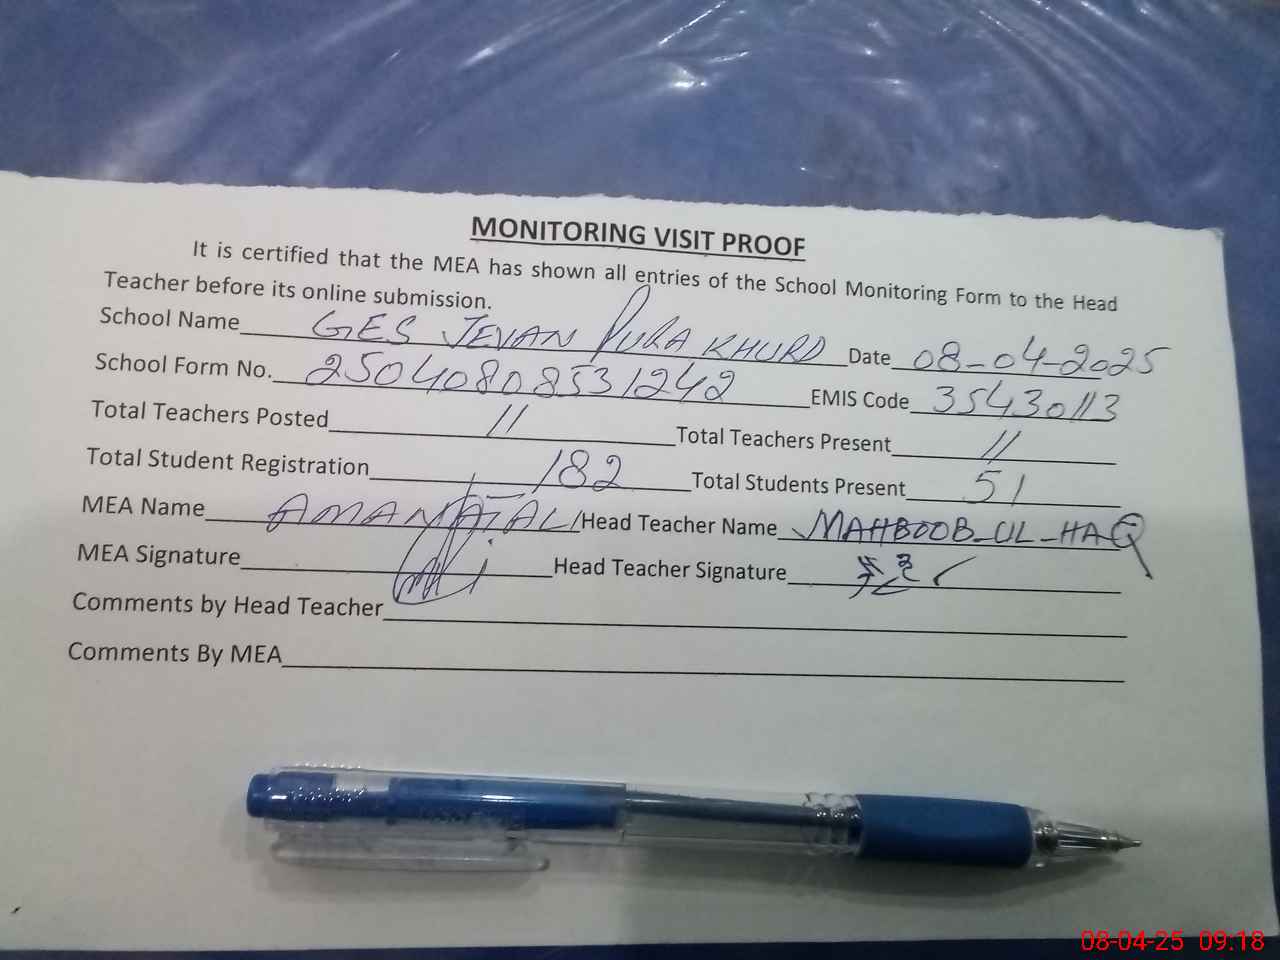 MONITORING VISIT PROOF
It is certified that the MEA has shown all entries of the School Monitoring Form to the Head
Teacher before its online submission.
School Name GES JEVAN PURA KHURD Date 08-04-2025
School Form No. 250408085 31242 EMIS Code 35430113
Total Teachers Posted 11 Total Teachers Present 11
Total Student Registration 182 Total Students Present 51
MEA Name AMANAT ALI Head Teacher Name MAHBOOB-UL-HAQ
MEA Signature Head Teacher Signature
Comments by Head Teacher
Comments By MEA
08-04-25 09:18